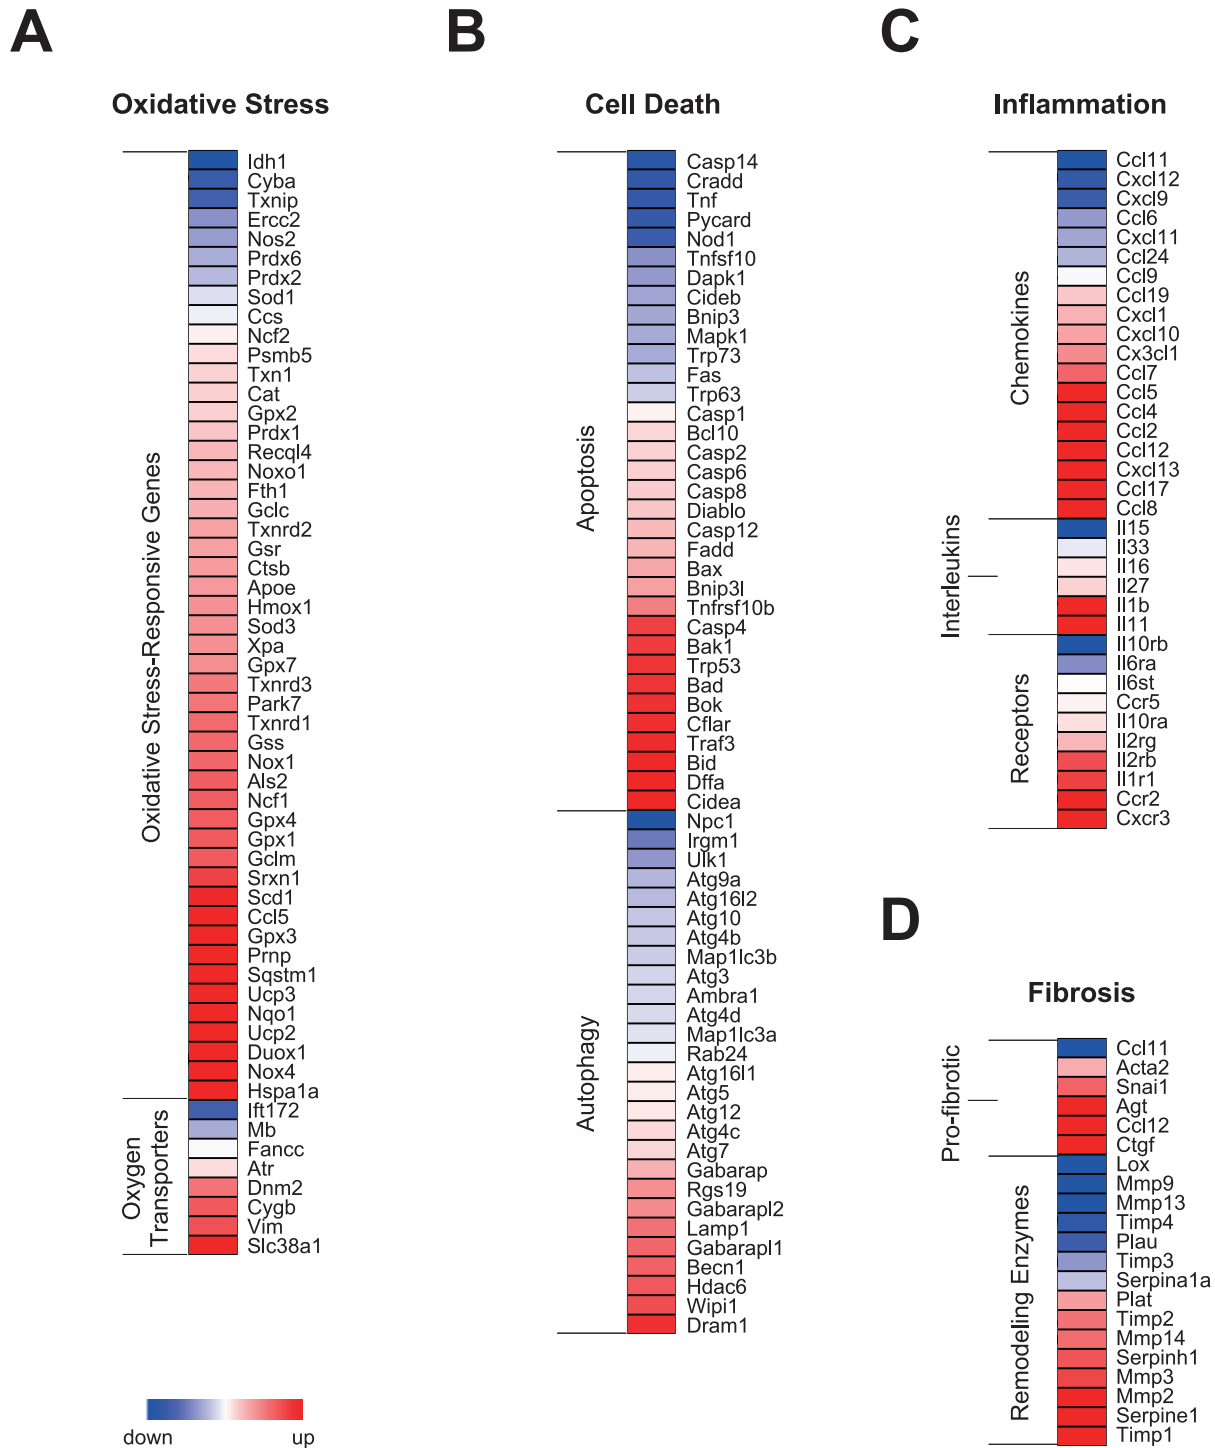 A
Oxidative Stress
Oxidative Stress-Responsive Genes
Idh1
Cyba
Txnip
Ercc2
Nos2
Prdx6
Prdx2
Sod1
Ccs
Ncf2
Psmb5
Txn1
Cat
Gpx2
Prdx1
Recql4
Noxo1
Fth1
Gclc
Txnrd2
Gsr
Ctsb
Apoe
Hmox1
Sod3
Xpa
Gpx7
Txnrd3
Park7
Txnrd1
Gss
Nox1
Als2
Ncf1
Gpx4
Gpx1
Gclm
Srxn1
Scd1
Ccl5
Gpx3
Prnp
Sqstm1
Ucp3
Nqo1
Ucp2
Duox1
Nox4
Hspa1a
Oxygen
Transporters
Ift172
Mb
Fancc
Atr
Dnm2
Cygb
Vim
Slc38a1
down
up
B
Cell Death
Apoptosis
Casp14
Cradd
Tnf
Pycard
Nod1
Tnfsf10
Dapk1
Cideb
Bnip3
Mapk1
Trp73
Fas
Trp63
Casp1
Bcl10
Casp2
Casp6
Casp8
Diablo
Casp12
Fadd
Bax
Bnip3l
Tnfrsf10b
Casp4
Bak1
Trp53
Bad
Bok
Cflar
Traf3
Bid
Dffa
Cidea
Autophagy
Npc1
Irgm1
Ulk1
Atg9a
Atg16l2
Atg10
Atg4b
Map1lc3b
Atg3
Ambra1
Atg4d
Map1lc3a
Rab24
Atg16l1
Atg5
Atg12
Atg4c
Atg7
Gabarap
Rgs19
Gabarapl2
Lamp1
Gabarapl1
Becn1
Hdac6
Wipi1
Dram1
C
Inflammation
Chemokines
Ccl11
Cxcl12
Cxcl9
Ccl6
Cxcl11
Ccl24
Ccl9
Ccl19
Cxcl1
Cxcl10
Cx3cl1
Ccl7
Ccl5
Ccl4
Ccl2
Ccl12
Cxcl13
Ccl17
Ccl8
Interleukins
Il15
Il33
Il16
Il27
Il1b
Il11
Receptors
Il10rb
Il6ra
Il6st
Ccr5
Il10ra
Il2rg
Il2rb
Il1r1
Ccr2
Cxcr3
D
Fibrosis
Pro-fibrotic
Ccl11
Acta2
Snai1
Agt
Ccl12
Ctgf
Remodeling Enzymes
Lox
Mmp9
Mmp13
Timp4
Plau
Timp3
Serpina1a
Plat
Timp2
Mmp14
Serpinh1
Mmp3
Mmp2
Serpine1
Timp1